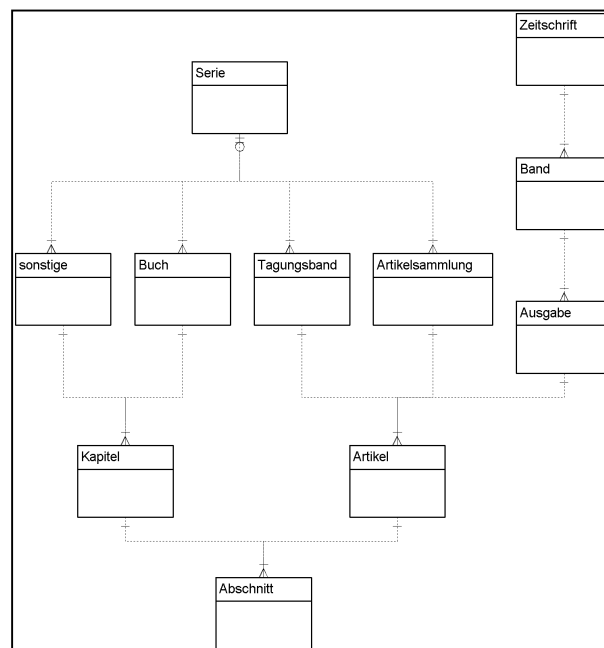 Zeitschrift
Serie
Band
sonstige
Buch
Tagungsband
Artikelsammlung
Ausgabe
Kapitel
Artikel
Abschnitt